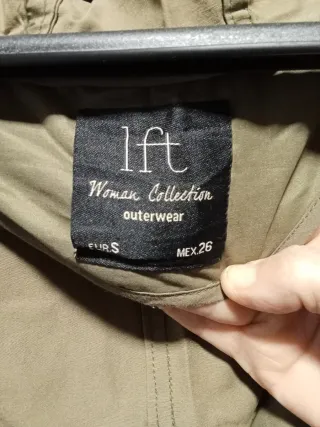 lft
Woman Collection
outerwear
EUR.S MEX.26